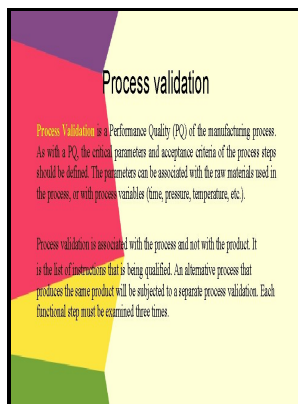 Process validation
Process Validation is a Performance Quality (PQ) of the manufacturing process.
As with a PQ, the critical parameters and acceptance criteria of the process steps
should be defined. The parameters can be associated with the raw materials used in
the process, or with process variables (time, pressure, temperature, etc.).
Process validation is associated with the process and not with the product. It
is the list of instructions that is being qualified. An alternative process that
produces the same product will be subjected to a separate process validation. Each
functional step must be examined three times.